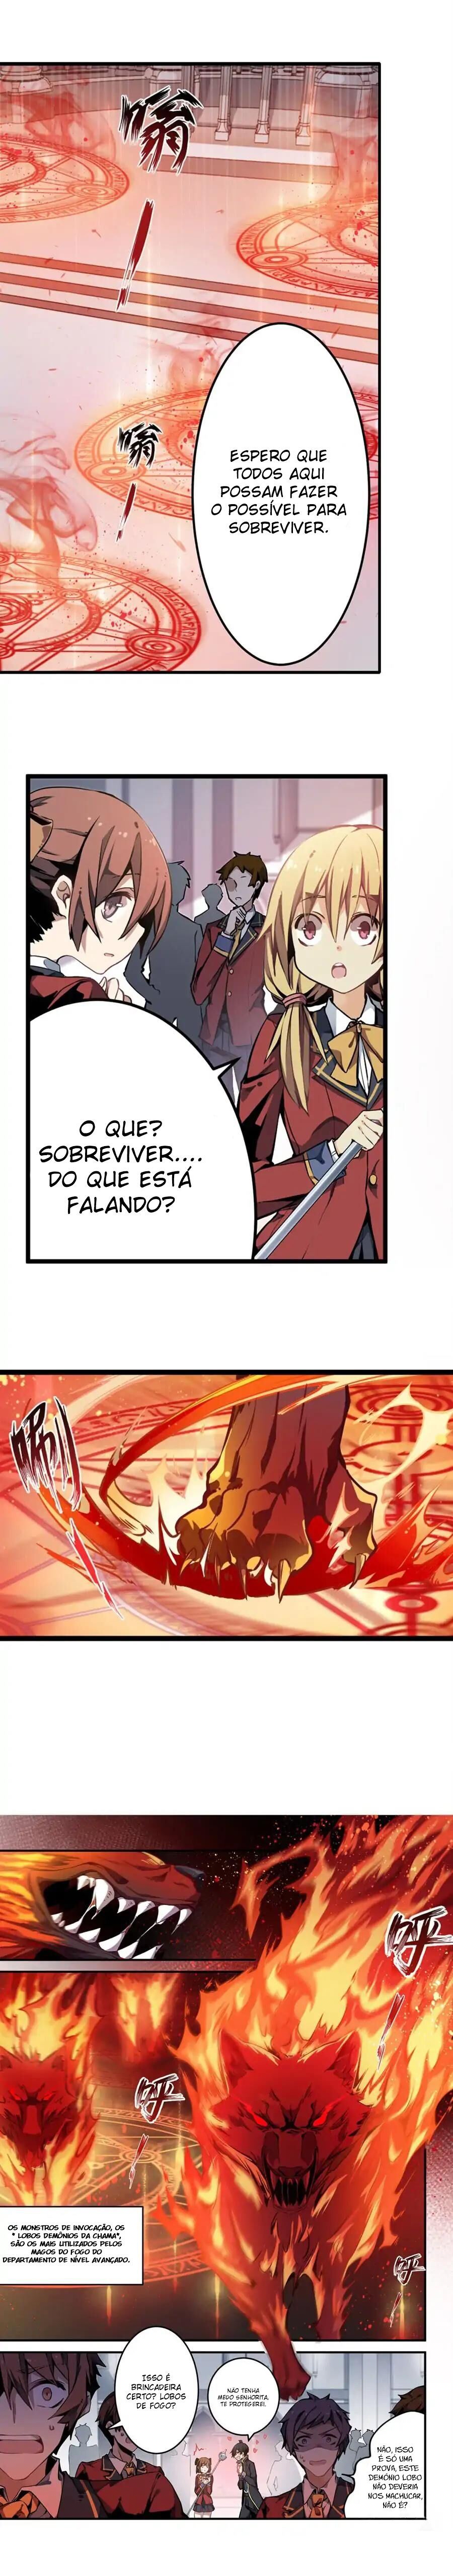 嗡
嗡
ESPERO QUE
TODOS AQUI
POSSAM FAZER
O POSSÍVEL PARA
SOBREVIVER.
O QUE?
SOBREVIVER....
DO QUE ESTÁ
FALANDO?
唰
呼
呼
OS MONSTROS DE INVOCAÇÃO, OS
" LOBOS DEMÔNIOS DA CHAMA",
SÃO OS MAIS UTILIZADOS PELOS
MAGOS DO FOGO DO
DEPARTAMENTO DE NÍVEL AVANÇADO.
呼
ISSO É
BRINCADEIRA
CERTO? LOBOS
DE FOGO?
NÃO TENHA
MEDO SENHORITA,
TE PROTEGEREI.
NÃO, ISSO
É SÓ UMA
PROVA, ESTE
DEMÔNIO LOBO
NÃO DEVERIA
NOS MACHUCAR,
NÃO É?